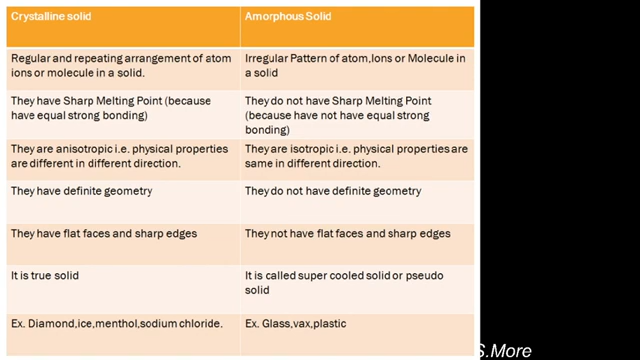 Crystalline solid
Amorphous Solid
Regular and repeating arrangement of atom
ions or molecule in a solid.
Irregular Pattern of atom,Ions or Molecule in
a solid
They have Sharp Melting Point (because
have equal strong bonding)
They do not have Sharp Melting Point
(because have not have equal strong
bonding)
They are anisotropic i.e. physical properties
are different in different direction.
They are isotropic i.e. physical properties are
same in different direction.
They have definite geometry
They do not have definite geometry
They have flat faces and sharp edges
They not have flat faces and sharp edges
It is true solid
It is called super cooled solid or pseudo
solid
Ex. Diamond,ice,menthol,sodium chloride.
Ex. Glass,vax,plastic
S.More